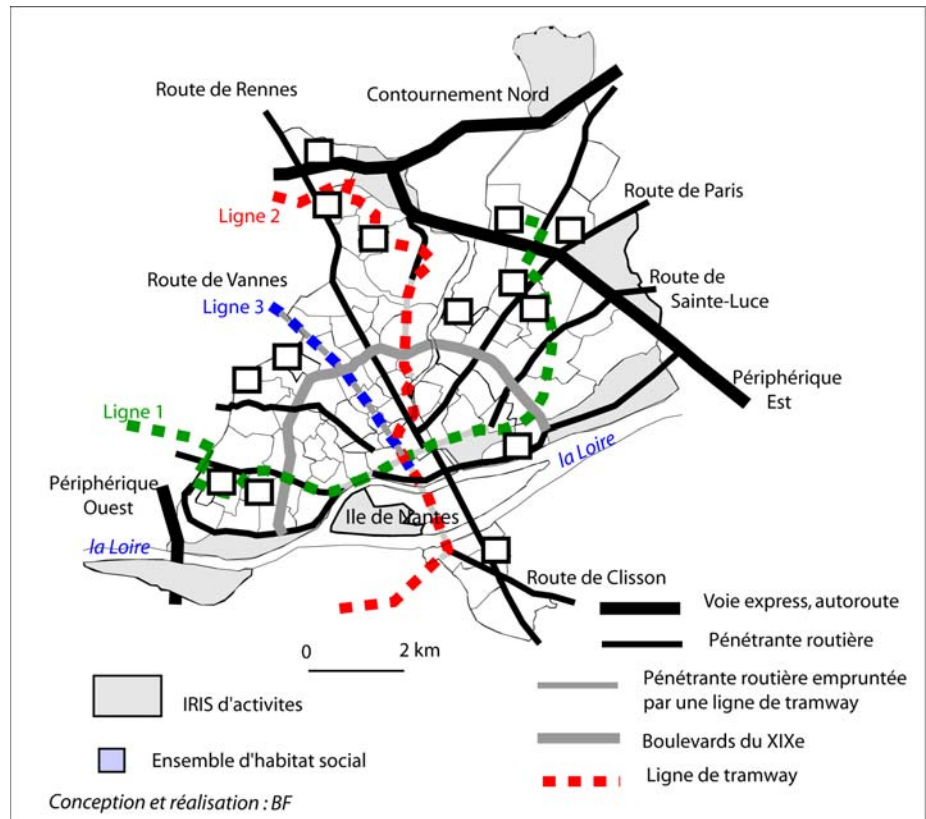 Route de Rennes
Contournement Nord
Route de Paris
Ligne 2
Route de Vannes
Route de
Sainte-Luce
Ligne 3
Périphérique
Est
Ligne 1
la Loire
Périphérique
Ouest
Ile de Nantes
la Loire
Route de Clisson
Voie express, autoroute
0 2 km
Pénétrante routière
IRIS d'activites
Pénétrante routière empruntée
par une ligne de tramway
Boulevards du XIXe
Ensemble d'habitat social
Ligne de tramway
Conception et réalisation : BF